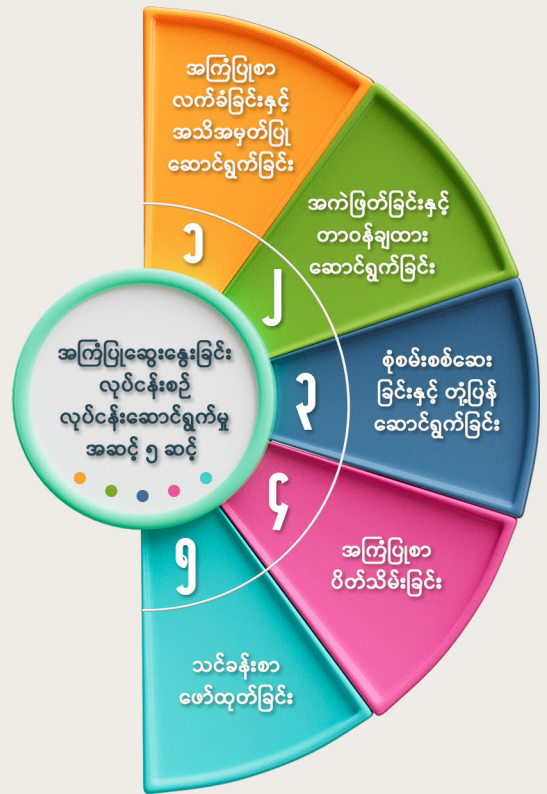 အကြံပြုစာ
လက်ခံခြင်းနှင့်
အသိအမှတ်ပြု
ဆောင်ရွက်ခြင်း
၁
အကဲဖြတ်ခြင်းနှင့်
တာဝန်ချထား
ဆောင်ရွက်ခြင်း
၂
စုံစမ်းစစ်ဆေး
ခြင်းနှင့် တုံ့ပြန်
ဆောင်ရွက်ခြင်း
၃
အကြံပြုစာ
ပိတ်သိမ်းခြင်း
၄
သင်ခန်းစာ
ဖော်ထုတ်ခြင်း
၅
အကြံပြုဆွေးနွေးခြင်း
လုပ်ငန်းစဉ်
လုပ်ငန်းဆောင်ရွက်မှု
အဆင့် ၅ ဆင့်